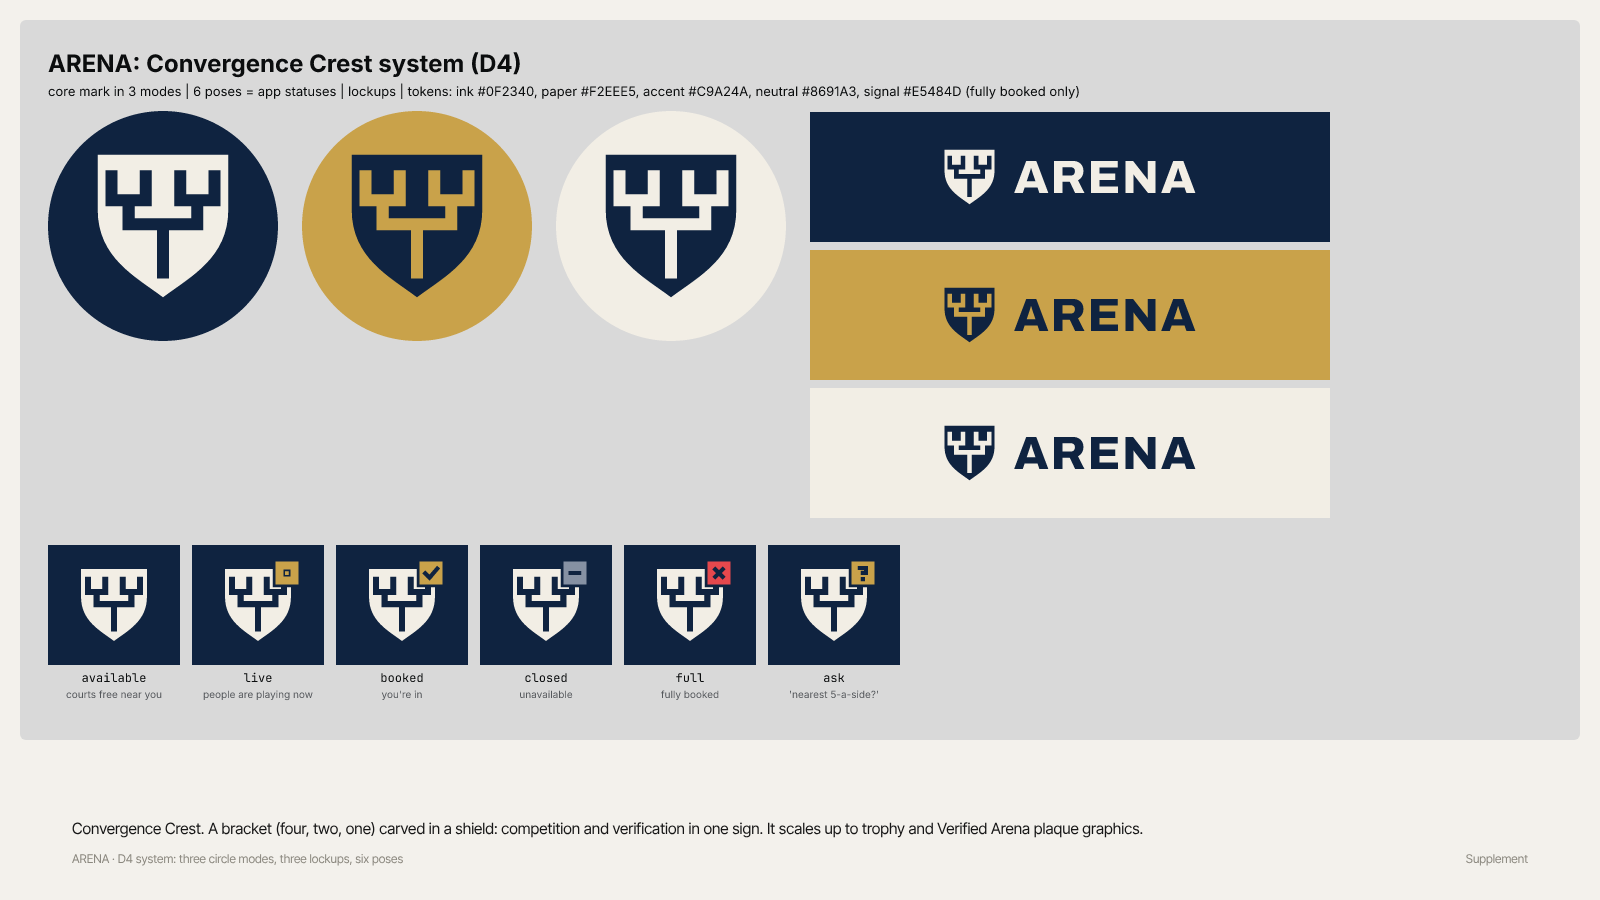 ARENA: Convergence Crest system (D4)
core mark in 3 modes | 6 poses = app statuses | lockups | tokens: ink #0F2340, paper #F2EEE5, accent #C9A24A, neutral #8691A3, signal #E5484D (fully booked only)
ARENA
ARENA
ARENA
?
available
courts free near you
live
people are playing now
booked
you're in
closed
unavailable
full
fully booked
ask
'nearest 5-a-side?'
Convergence Crest. A bracket (four, two, one) carved in a shield: competition and verification in one sign. It scales up to trophy and Verified Arena plaque graphics.
ARENA · D4 system: three circle modes, three lockups, six poses
Supplement